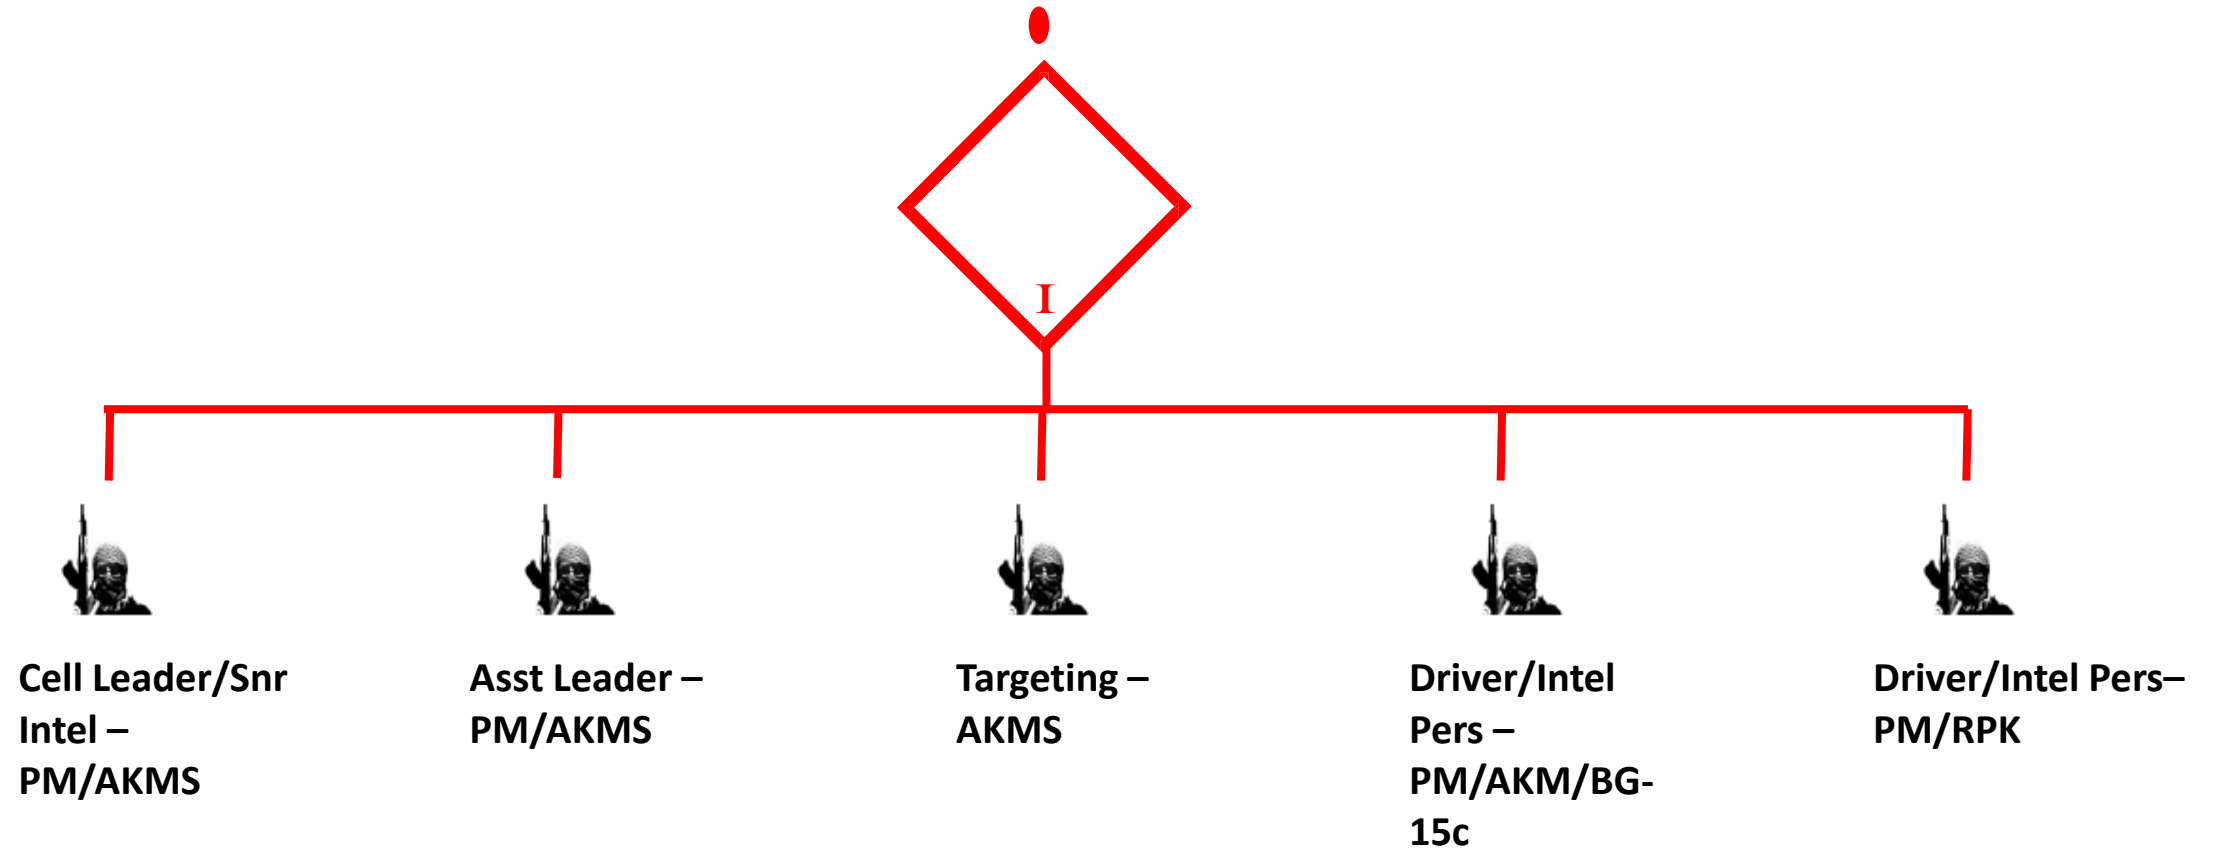 I
Cell Leader/Snr
Intel –
PM/AKMS
Asst Leader –
PM/AKMS
Targeting –
AKMS
Driver/Intel
Pers –
PM/AKM/BG-
15c
Driver/Intel Pers–
PM/RPK